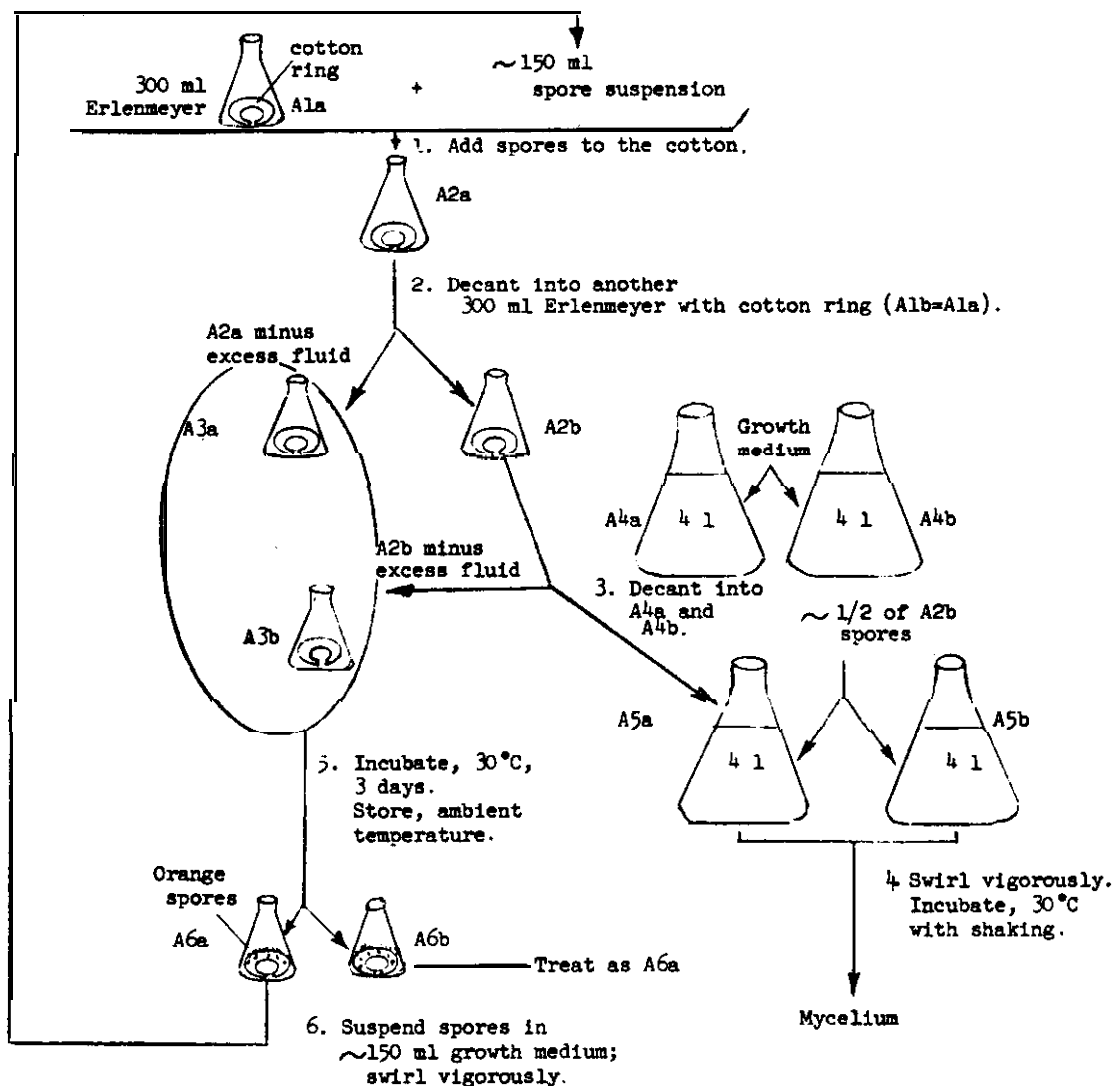 cotton
ring
300 ml
Erlenmeyer
A1a
+
~150 ml
spore suspension
1. Add spores to the cotton.
A2a
2. Decant into another
300 ml Erlenmeyer with cotton ring (A1b=A1a).
A2a minus
excess fluid
A3a
A2b
Growth
medium
A4a
4 l
4 l
A4b
A2b minus
excess fluid
3. Decant into
A4a and
A4b.
~ 1/2 of A2b
spores
A3b
A5a
A5b
4 l
4 l
5. Incubate, 30°C,
3 days.
Store, ambient
temperature.
4 Swirl vigorously.
Incubate, 30°C
with shaking.
Orange
spores
A6a
A6b
Treat as A6a
Mycelium
6. Suspend spores in
~150 ml growth medium;
swirl vigorously.